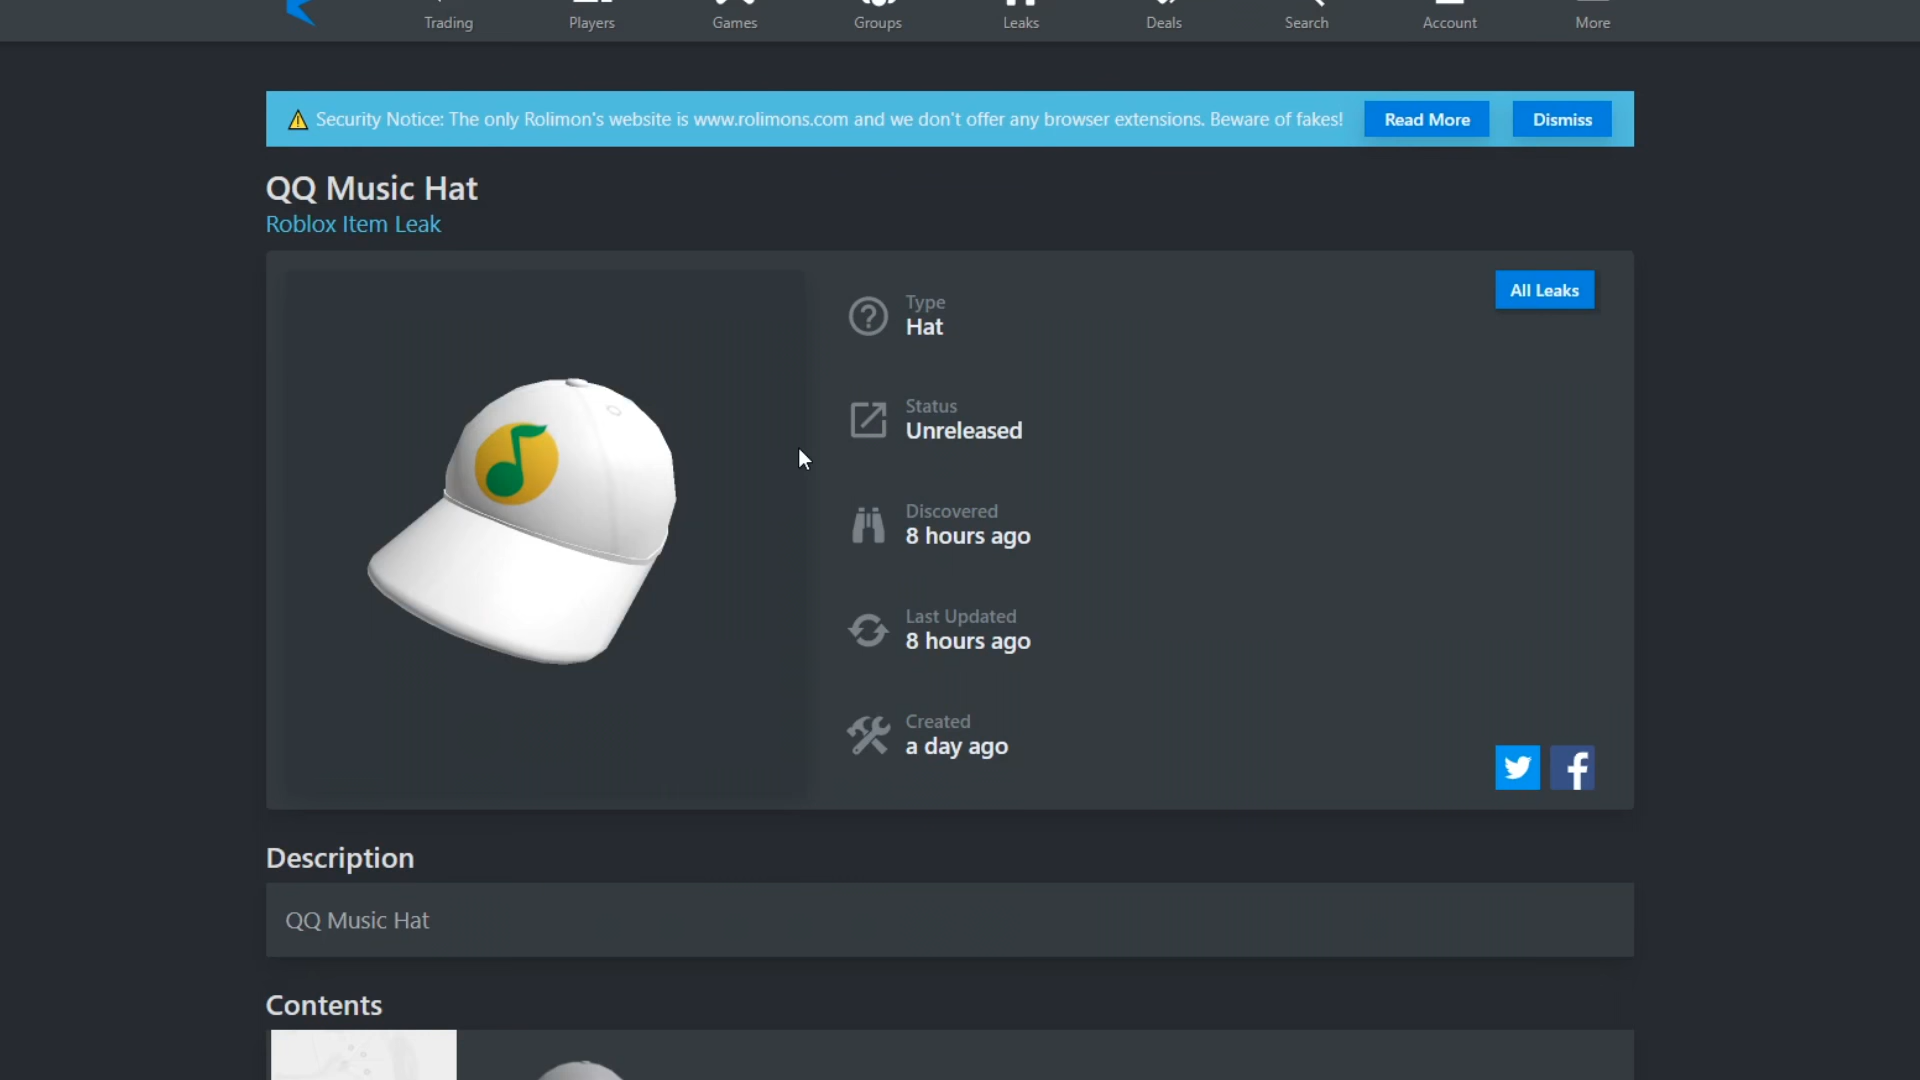 Trading
Players
Games
Groups
Leaks
Deals
Search
Account
More
Security Notice: The only Rolimon's website is www.rolimons.com and we don't offer any browser extensions. Beware of fakes!
Read More
Dismiss
QQ Music Hat
Roblox Item Leak
All Leaks
Type
Hat
Status
Unreleased
Discovered
8 hours ago
Last Updated
8 hours ago
Created
a day ago
Description
QQ Music Hat
Contents